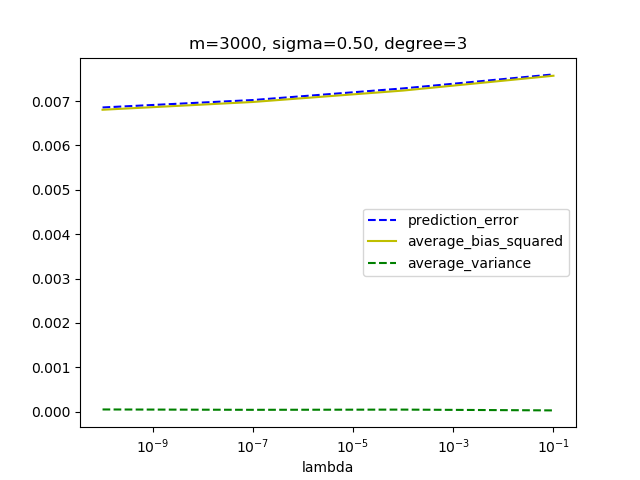 m=3000, sigma=0.50, degree=3
0.007
0.006
0.005
0.004
0.003
0.002
0.001
0.000
prediction_error
average_bias_squared
average_variance
10⁻⁹ 10⁻⁷ 10⁻⁵ 10⁻³ 10⁻¹
lambda